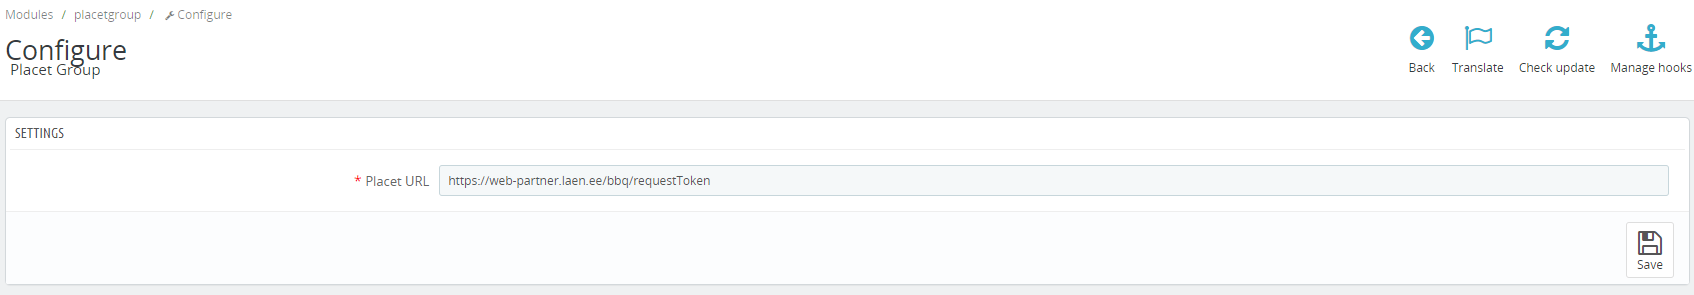 Modules / placetgroup / Configure
Configure
Placet Group
Back Translate Check update Manage hooks
SETTINGS
* Placet URL https://web-partner.laen.ee/bbq/requestToken
Save